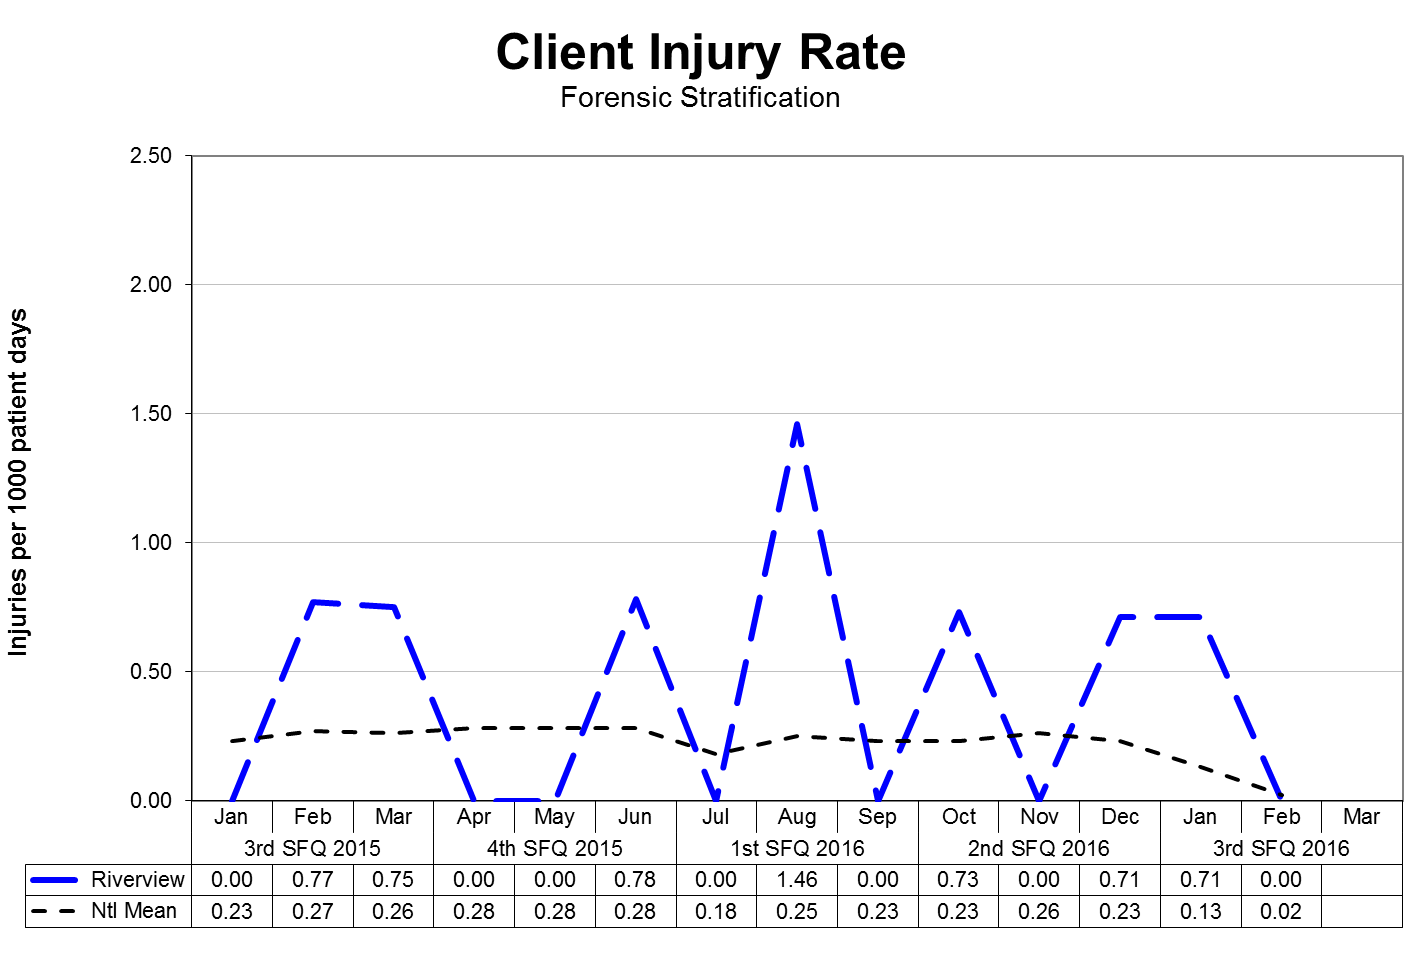 Client Injury Rate
Forensic Stratification
Injuries per 1000 patient days
2.50
2.00
1.50
1.00
0.50
0.00
Jan Feb Mar Apr May Jun Jul Aug Sep Oct Nov Dec Jan Feb Mar
3rd SFQ 2015 4th SFQ 2015 1st SFQ 2016 2nd SFQ 2016 3rd SFQ 2016
Riverview 0.00 0.77 0.75 0.00 0.00 0.78 0.00 1.46 0.00 0.73 0.00 0.71 0.71 0.00
Ntl Mean 0.23 0.27 0.26 0.28 0.28 0.28 0.18 0.25 0.23 0.23 0.26 0.23 0.13 0.02